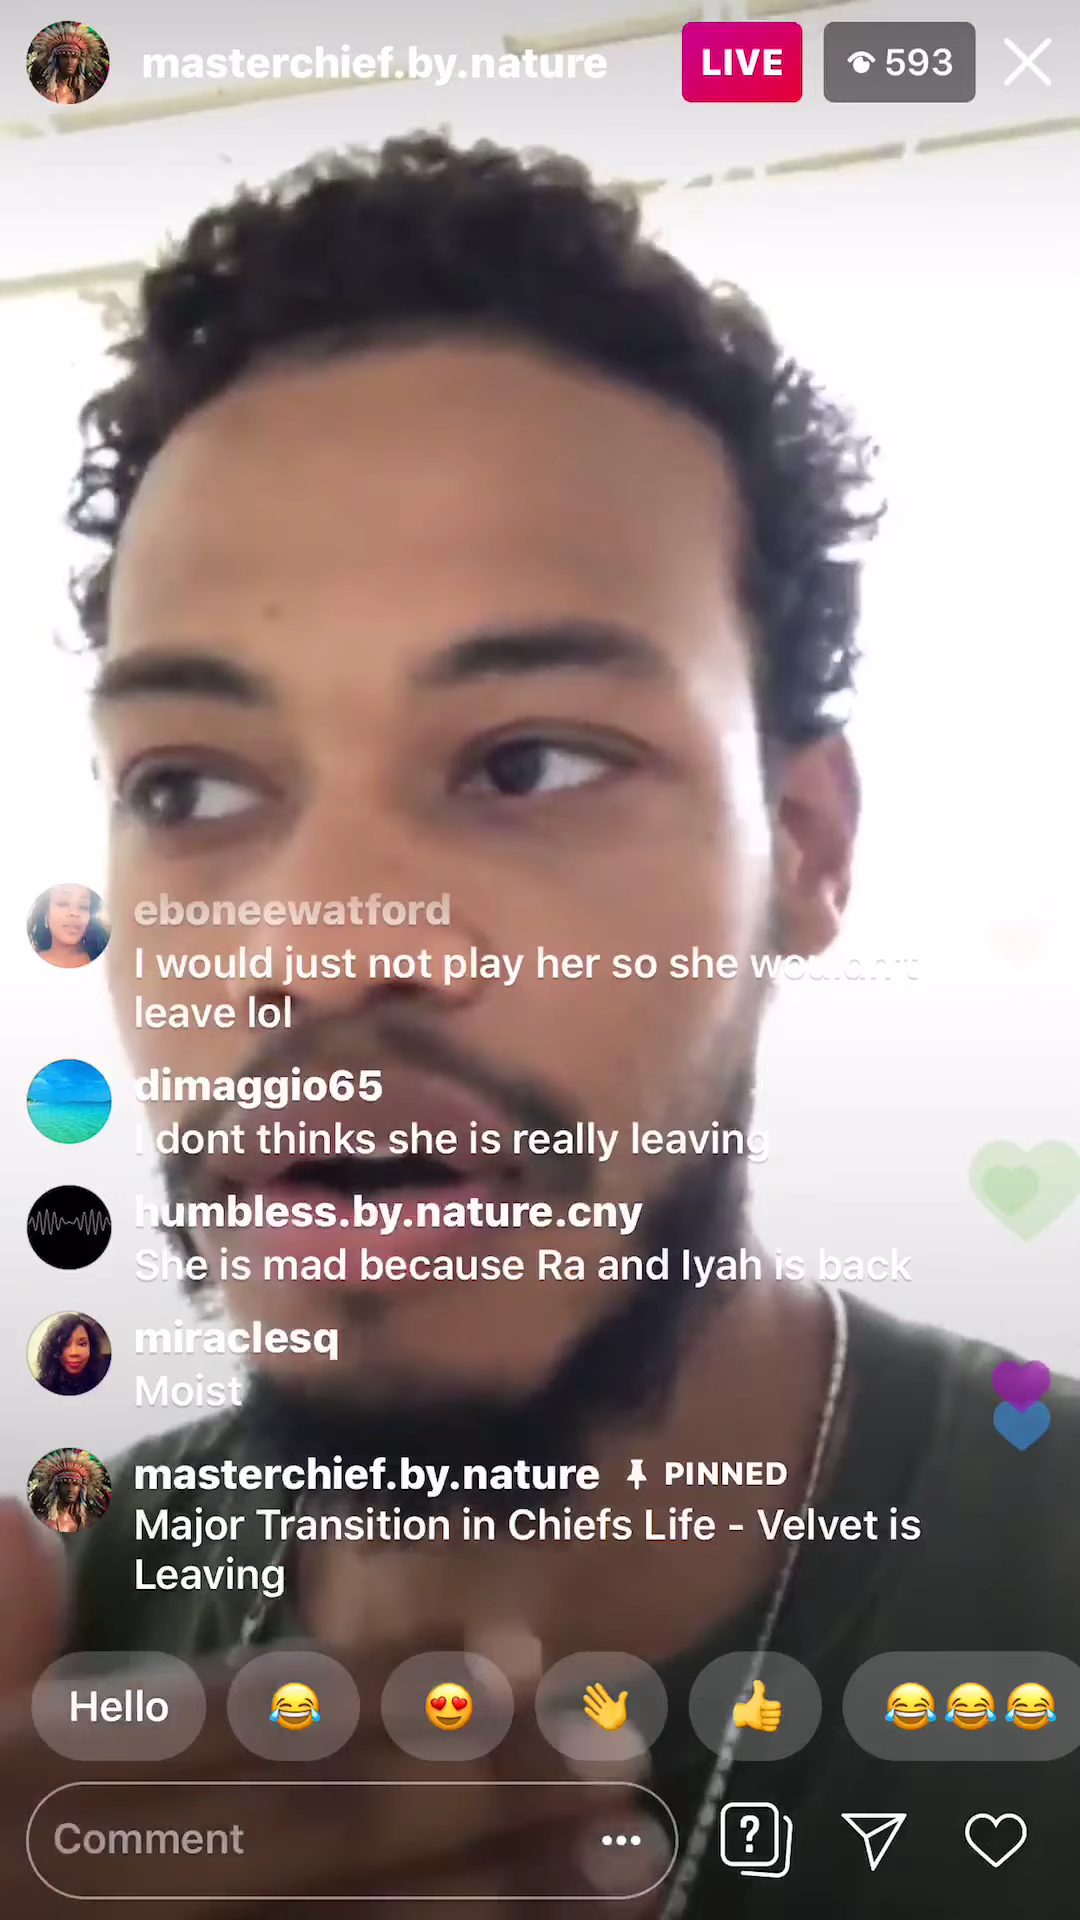 masterchief.by.nature
LIVE
593
eboneewatford
I would just not play her so she wouldn't
leave lol
dimaggio65
I dont thinks she is really leaving
humbless.by.nature.cny
She is mad because Ra and Iyah is back
miraclesq
Moist
masterchief.by.nature PINNED
Major Transition in Chiefs Life - Velvet is
Leaving
Hello
Comment
?